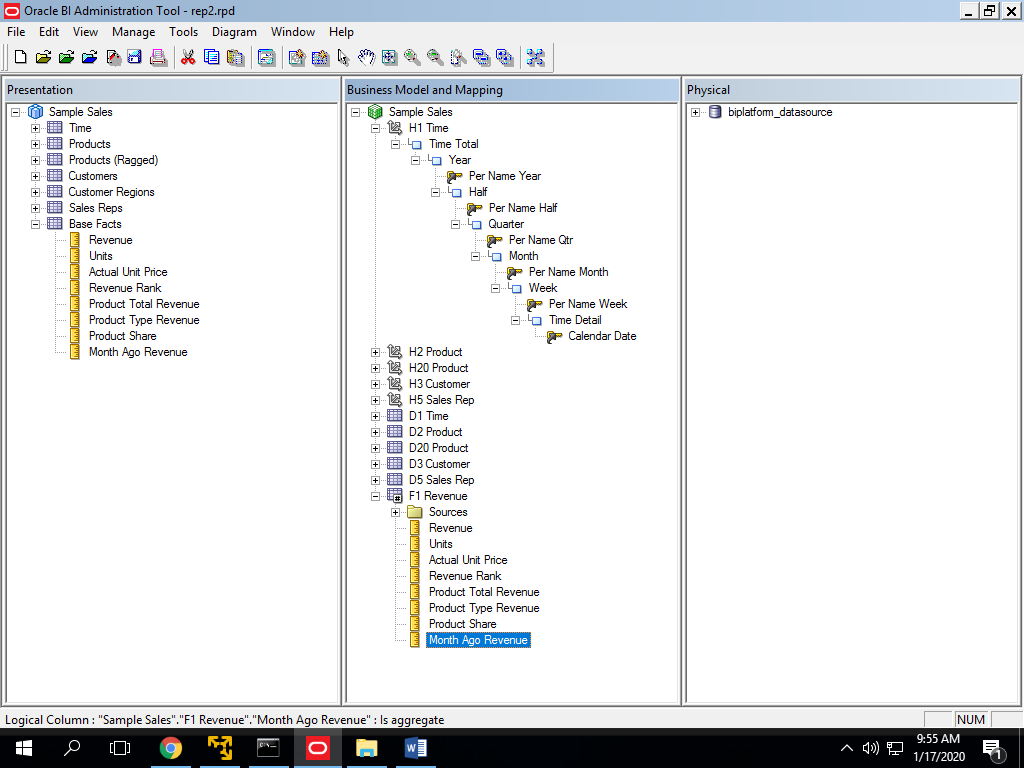 Oracle BI Administration Tool - rep2.rpd
File Edit View Manage Tools Diagram Window Help
Presentation
Sample Sales
Time
Products
Products (Ragged)
Customers
Customer Regions
Sales Reps
Base Facts
Revenue
Units
Actual Unit Price
Revenue Rank
Product Total Revenue
Product Type Revenue
Product Share
Month Ago Revenue
Business Model and Mapping
Sample Sales
H1 Time
Time Total
Year
Per Name Year
Half
Per Name Half
Quarter
Per Name Qtr
Month
Per Name Month
Week
Per Name Week
Time Detail
Calendar Date
H2 Product
H20 Product
H3 Customer
H5 Sales Rep
D1 Time
D2 Product
D20 Product
D3 Customer
D5 Sales Rep
F1 Revenue
Sources
Revenue
Units
Actual Unit Price
Revenue Rank
Product Total Revenue
Product Type Revenue
Product Share
Month Ago Revenue
Physical
biplatform_datasource
Logical Column : "Sample Sales"."F1 Revenue"."Month Ago Revenue" : Is aggregate
NUM
9:55 AM
1/17/2020
1